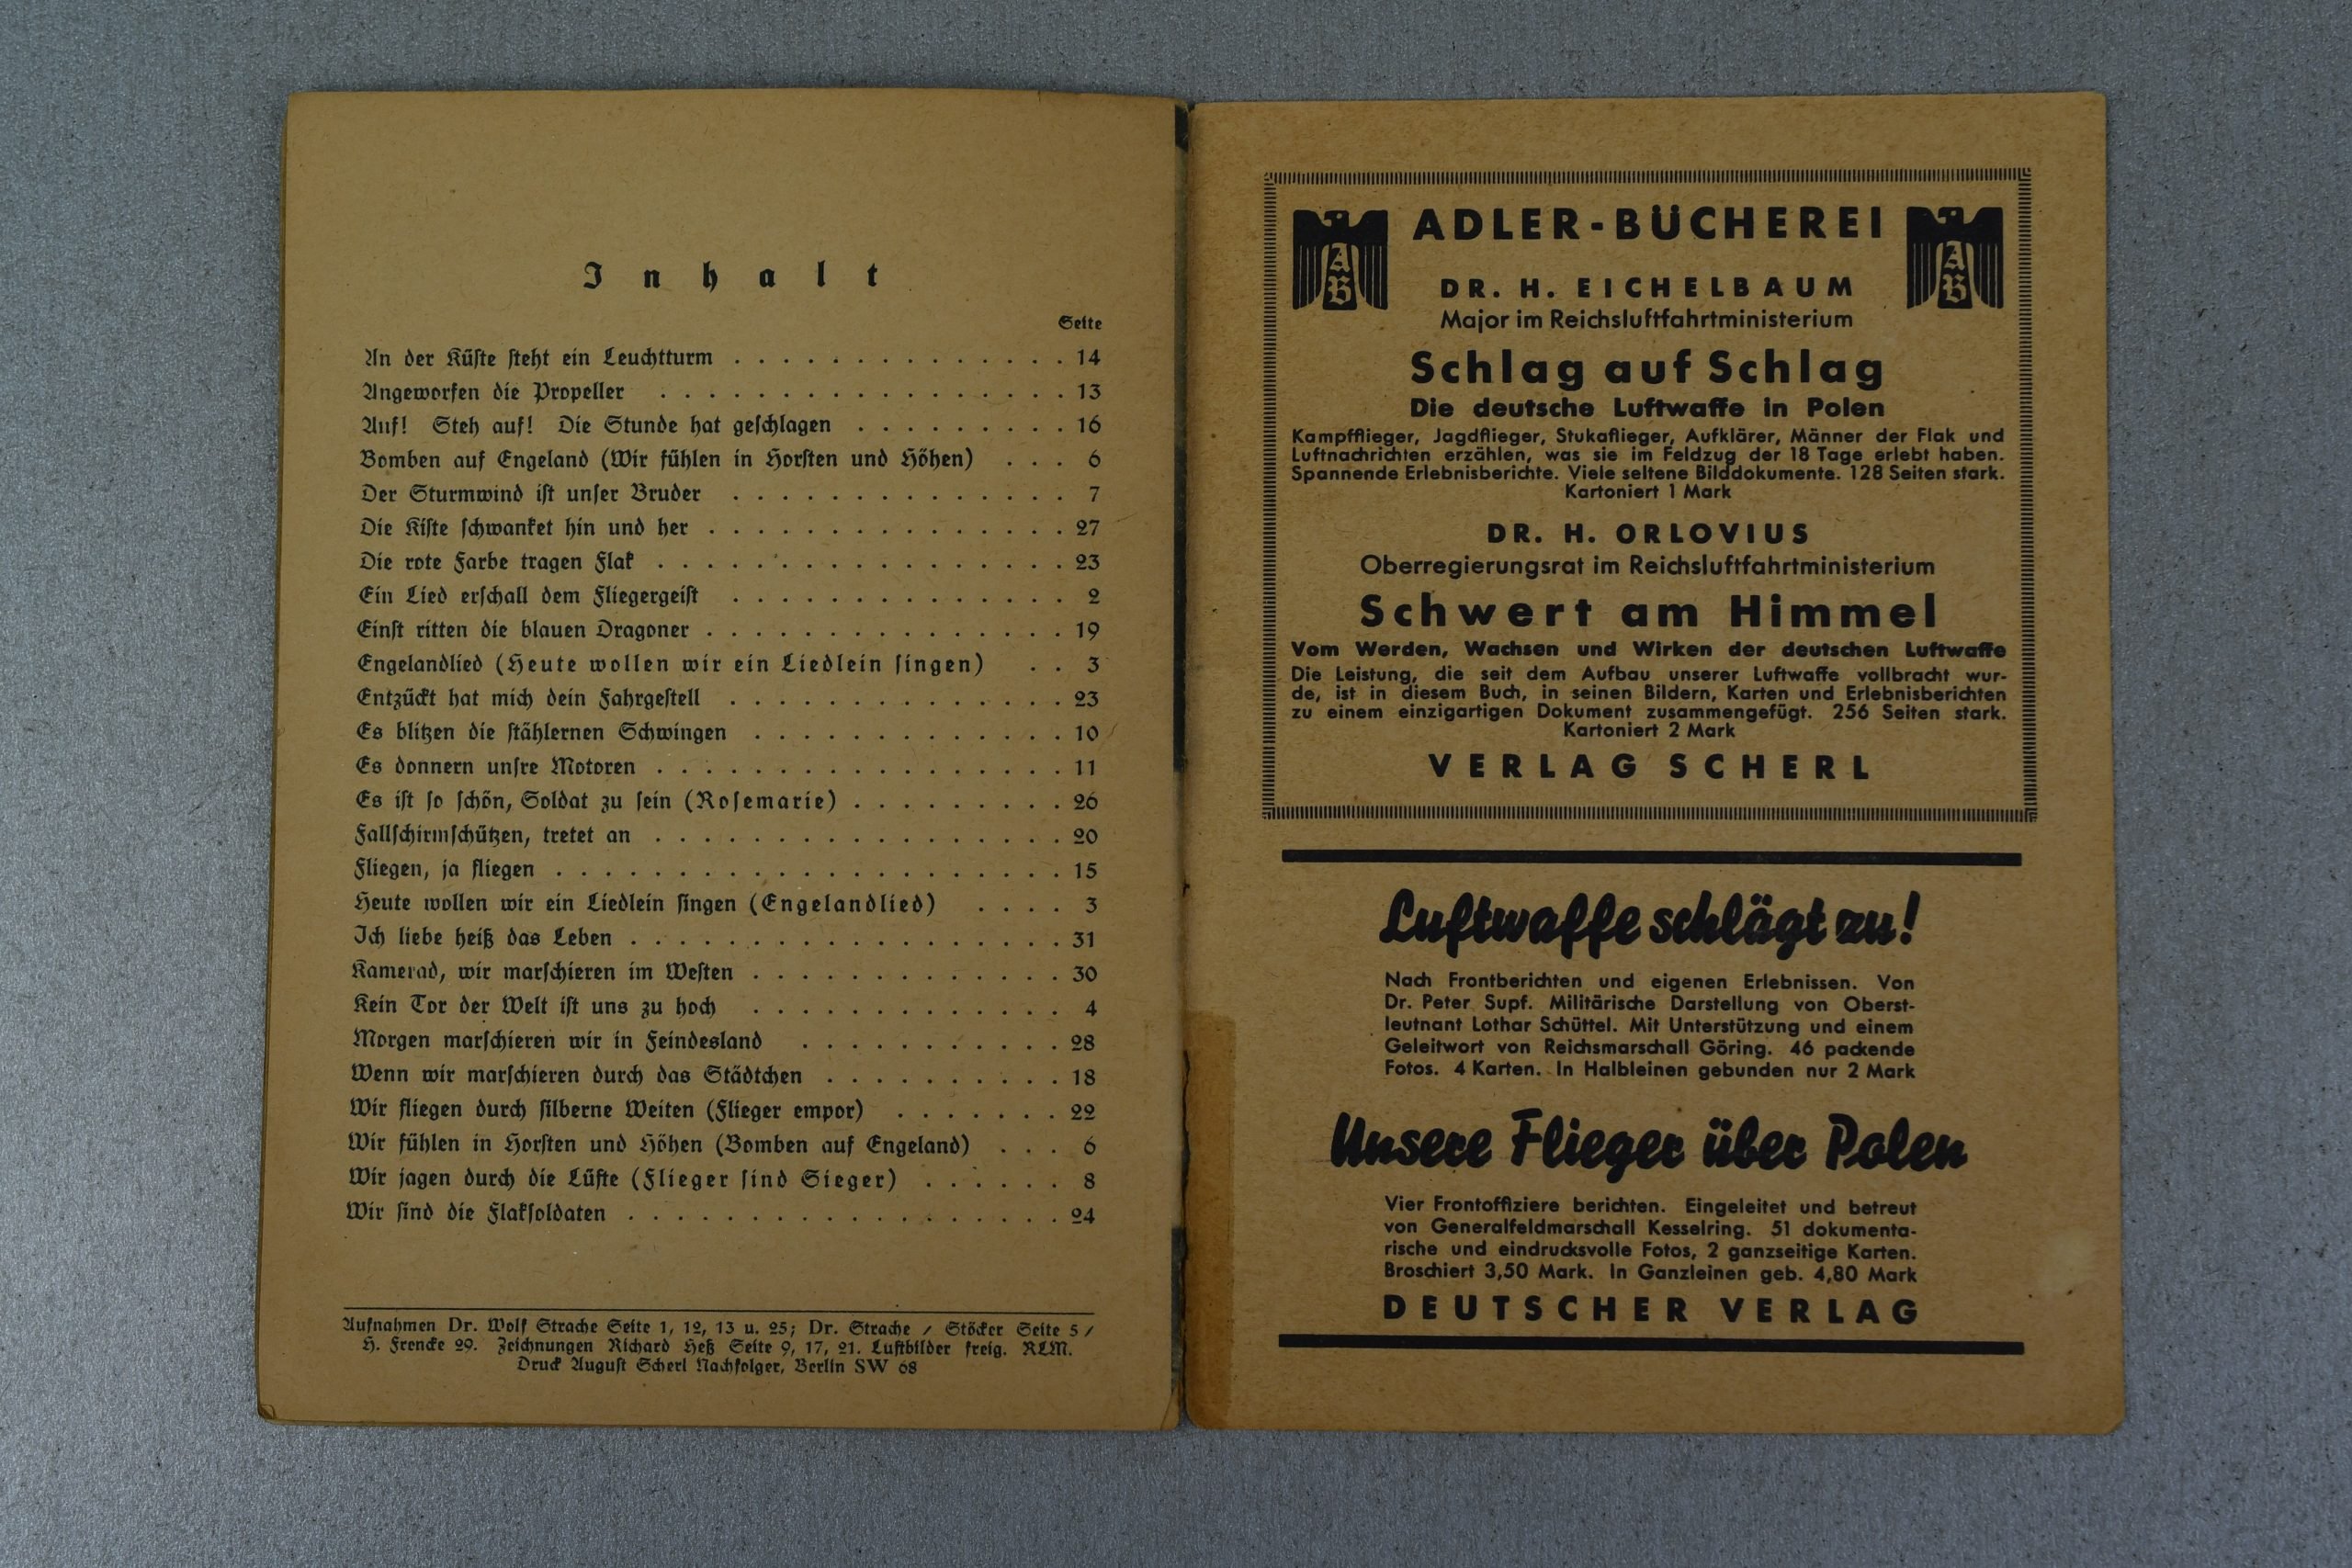 Inhalt
Seite
An der Küste steht ein Leuchtturm . . . . . . . . . . . . . . 14
Angeworfen die Propeller . . . . . . . . . . . . . . . . . 13
Auf! Steh auf! Die Stunde hat geschlagen . . . . . . . . . 16
Bomben auf Engeland (Wir fühlen in Horsten und Höhen) . . . 6
Der Sturmwind ist unser Bruder . . . . . . . . . . . . . . 7
Die Kiste schwanket hin und her . . . . . . . . . . . . . . . 27
Die rote Farbe tragen Flak . . . . . . . . . . . . . . . . . 23
Ein Lied erschall dem Fliegergeist . . . . . . . . . . . . . . 2
Einst ritten die blauen Dragoner . . . . . . . . . . . . . . . 19
Engelandlied (Heute wollen wir ein Liedlein singen) . . 3
Entzückt hat mich dein Fahrgestell . . . . . . . . . . . . . . 23
Es blitzen die stählernen Schwingen . . . . . . . . . . . . . 10
Es donnern unsre Motoren . . . . . . . . . . . . . . . . . 11
Es ist so schön, Soldat zu sein (Rosemarie) . . . . . . . . . 26
Fallschirmschützen, tretet an . . . . . . . . . . . . . . . . . 20
Fliegen, ja fliegen . . . . . . . . . . . . . . . . . . . . . 15
Heute wollen wir ein Liedlein singen (Engelandlied) . . . . 3
Ich liebe heiß das Leben . . . . . . . . . . . . . . . . . . 31
Kamerad, wir marschieren im Westen . . . . . . . . . . . . . 30
Kein Tor der Welt ist uns zu hoch . . . . . . . . . . . . . 4
Morgen marschieren wir in Feindesland . . . . . . . . . . . 28
Wenn wir marschieren durch das Städtchen . . . . . . . . . . 18
Wir fliegen durch silberne Weiten (Flieger empor) . . . . . . . 22
Wir fühlen in Horsten und Höhen (Bomben auf Engeland) . . . 6
Wir jagen durch die Lüfte (Flieger sind Sieger) . . . . . . 8
Wir sind die Flaksoldaten . . . . . . . . . . . . . . . . . . 24
Aufnahmen Dr. Wolf Strache Seite 1, 12, 13 u. 25; Dr. Strache / Stöcker Seite 5 /
H. Frencke 29. Zeichnungen Richard Heß Seite 9, 17, 21. Luftbilder freig. RLM.
Druck August Scherl Nachfolger, Berlin SW 68
ADLER-BÜCHEREI
AB
AB
DR. H. EICHELBAUM
Major im Reichsluftfahrtministerium
Schlag auf Schlag
Die deutsche Luftwaffe in Polen
Kampfflieger, Jagdflieger, Stukaflieger, Aufklärer, Männer der Flak und
Luftnachrichten erzählen, was sie im Feldzug der 18 Tage erlebt haben.
Spannende Erlebnisberichte. Viele seltene Bilddokumente. 128 Seiten stark.
Kartoniert 1 Mark
DR. H. ORLOVIUS
Oberregierungsrat im Reichsluftfahrtministerium
Schwert am Himmel
Vom Werden, Wachsen und Wirken der deutschen Luftwaffe
Die Leistung, die seit dem Aufbau unserer Luftwaffe vollbracht wur-
de, ist in diesem Buch, in seinen Bildern, Karten und Erlebnisberichten
zu einem einzigartigen Dokument zusammengefügt. 256 Seiten stark.
Kartoniert 2 Mark
VERLAG SCHERL
Luftwaffe schlägt zu!
Nach Frontberichten und eigenen Erlebnissen. Von
Dr. Peter Supf. Militärische Darstellung von Oberst-
leutnant Lothar Schüttel. Mit Unterstützung und einem
Geleitwort von Reichsmarschall Göring. 46 packende
Fotos. 4 Karten. In Halbleinen gebunden nur 2 Mark
Unsere Flieger über Polen
Vier Frontoffiziere berichten. Eingeleitet und betreut
von Generalfeldmarschall Kesselring. 51 dokumenta-
rische und eindrucksvolle Fotos, 2 ganzseitige Karten.
Broschiert 3,50 Mark. In Ganzleinen geb. 4,80 Mark
DEUTSCHER VERLAG